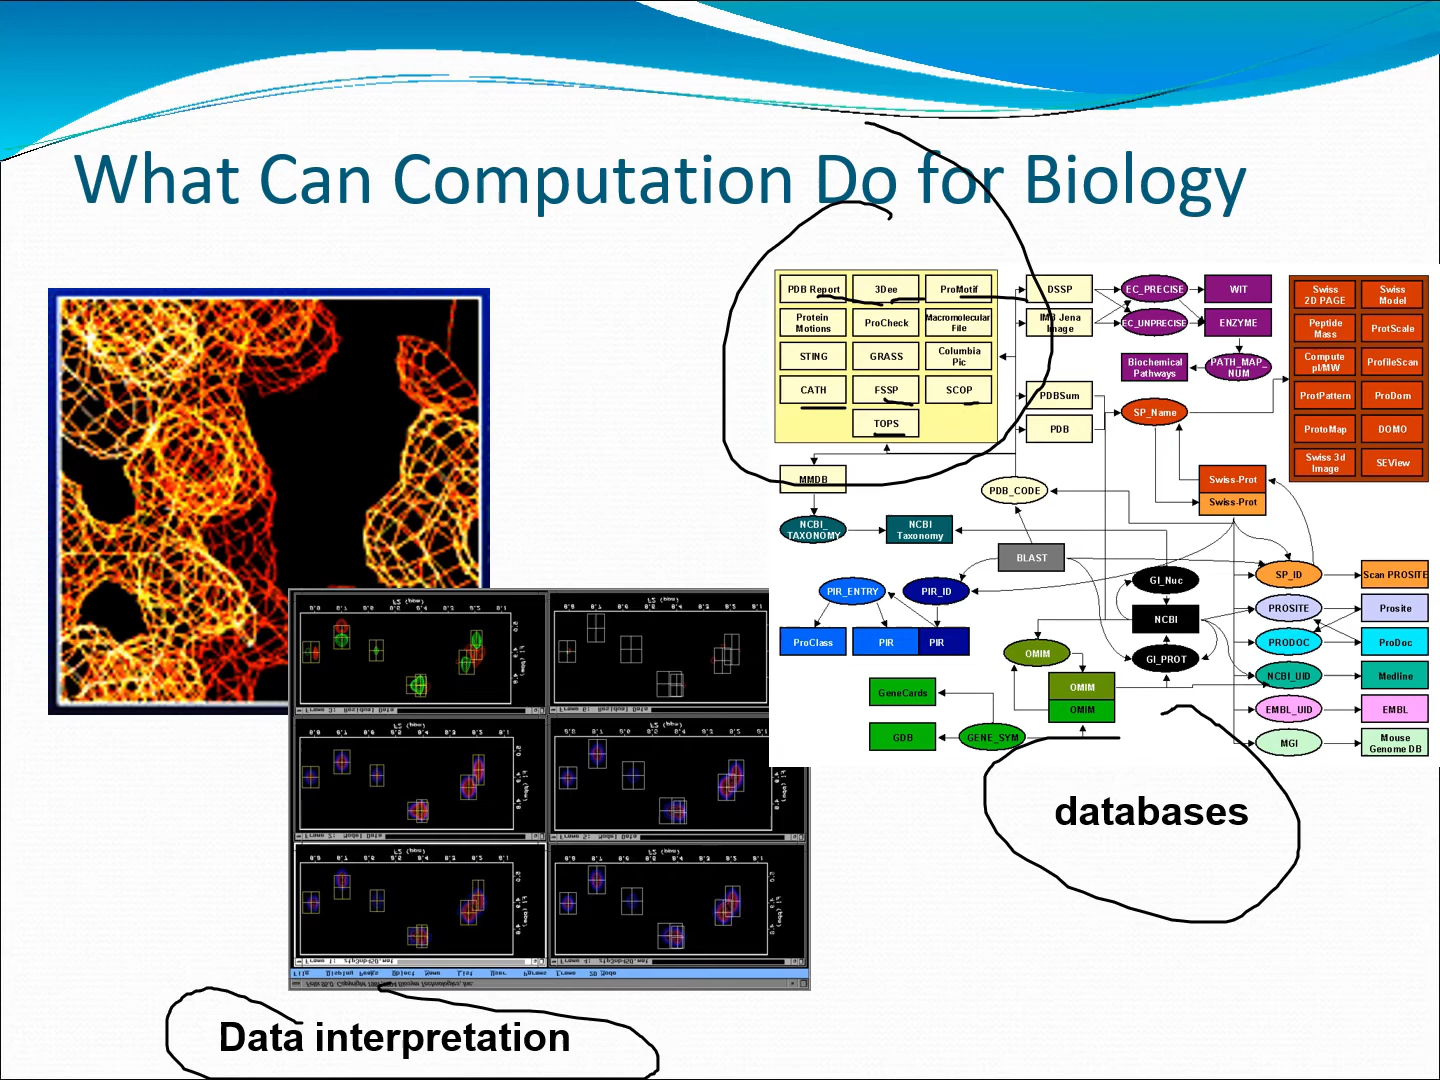 What Can Computation Do for Biology
PDB Report
3Dee
ProMotif
Protein
Motions
ProCheck
Macromolecular
File
STING
GRASS
Columbia
Pic
CATH
FSSP
SCOP
TOPS
DSSP
IMB Jena
Image
PDBSum
PDB
EC_PRECISE
EC_UNPRECISE
WIT
ENZYME
Biochemical
Pathways
PATH_MAP_
NUM
SP_Name
Swiss
2D PAGE
Swiss
Model
Peptide
Mass
ProtScale
Compute
pI/MW
ProfileScan
ProtPattern
ProDom
ProtoMap
DOMO
Swiss 3d
Image
SEView
MMDB
PDB_CODE
Swiss-Prot
Swiss-Prot
NCBI_
TAXONOMY
NCBI
Taxonomy
BLAST
GI_Nuc
SP_ID
Scan PROSITE
PIR_ENTRY
PIR_ID
NCBI
PROSITE
Prosite
ProClass
PIR
PIR
OMIM
GI_PROT
PRODOC
ProDoc
OMIM
OMIM
NCBI_UID
Medline
GeneCards
EMBL_UID
EMBL
GDB
GENE_SYM
MGI
Mouse
Genome DB
databases
Data interpretation